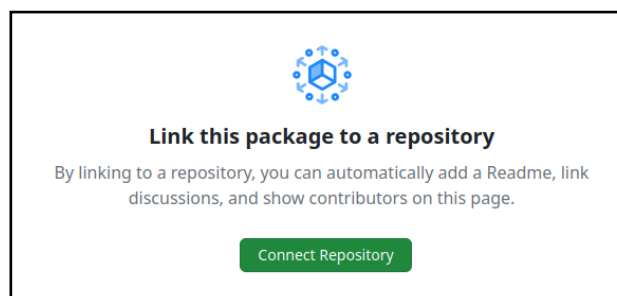 Link this package to a repository
By linking to a repository, you can automatically add a Readme, link
discussions, and show contributors on this page.
Connect Repository